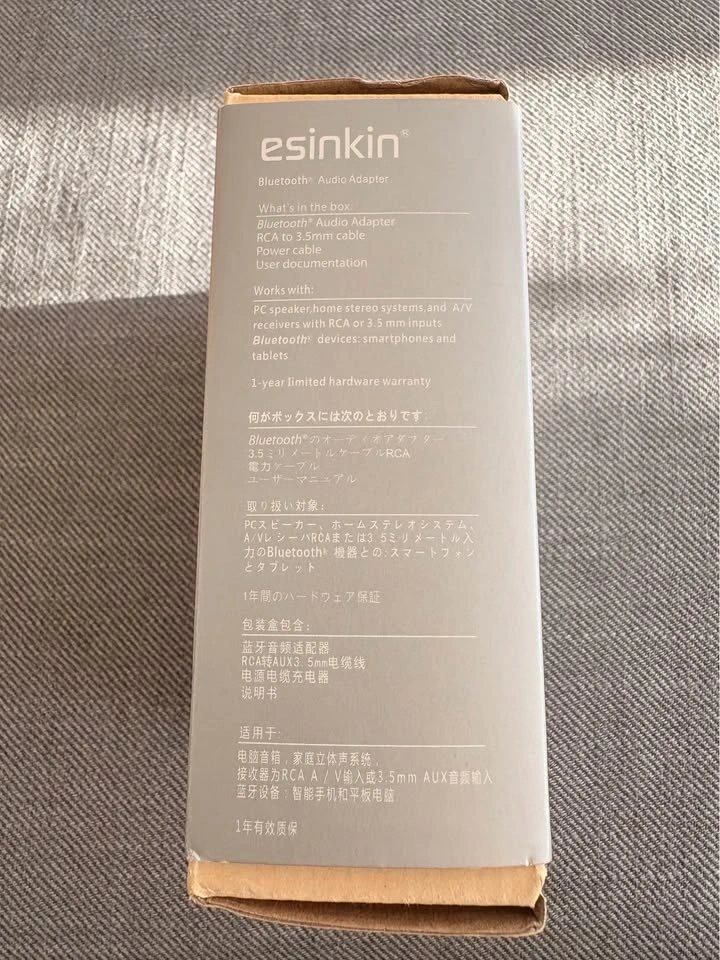 esinkin®
Bluetooth® Audio Adapter
What's in the box:
Bluetooth® Audio Adapter
RCA to 3.5mm cable
Power cable
User documentation
Works with:
PC speaker,home stereo systems,and A/V
receivers with RCA or 3.5 mm inputs
Bluetooth® devices: smartphones and
tablets
1-year limited hardware warranty
何がボックスには次のとおりです:
Bluetooth®のオーディオアダプター
3.5ミリメートルケーブルRCA
電力ケーブル
ユーザーマニュアル
取り扱い対象:
PCスピーカー、ホームステレオシステム、
A/VレシーバRCAまたは3.5ミリメートル入
力のBluetooth® 機器との:スマートフォン
とタブレット
1年間のハードウェア保証
包装盒包含:
蓝牙音频适配器
RCA转AUX3.5mm电缆线
电源电缆充电器
说明书
适用于:
电脑音箱,家庭立体声系统,
接收器为RCA A / V输入或3.5mm AUX音频输入
蓝牙设备:智能手机和平板电脑
1年有效质保